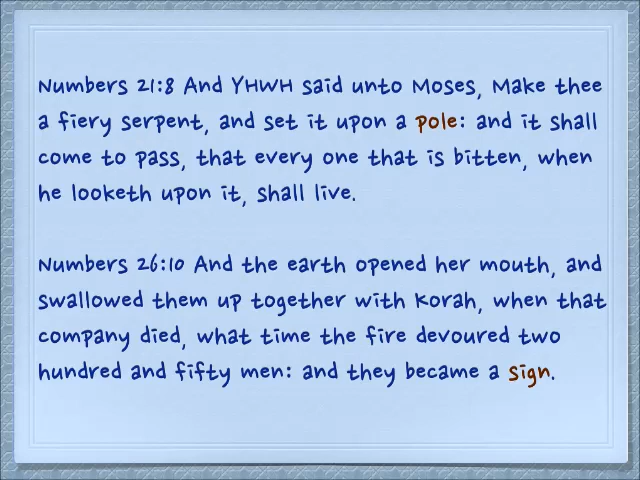 Numbers 21:8 And YHWH said unto Moses, Make thee
a fiery serpent, and set it upon a pole: and it shall
come to pass, that every one that is bitten, when
he looketh upon it, shall live.
Numbers 26:10 And the earth opened her mouth, and
swallowed them up together with Korah, when that
company died, what time the fire devoured two
hundred and fifty men: and they became a sign.